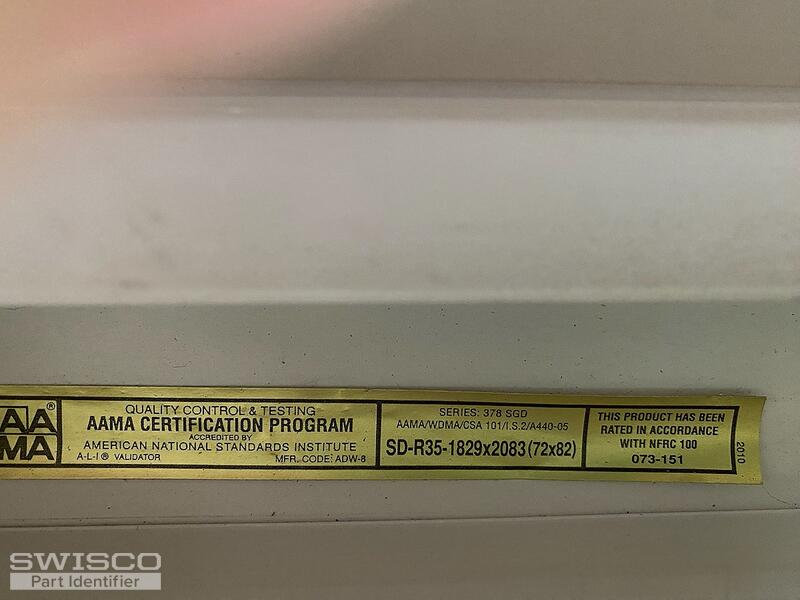 AA®
MA
QUALITY CONTROL & TESTING
AAMA CERTIFICATION PROGRAM
ACCREDITED BY
AMERICAN NATIONAL STANDARDS INSTITUTE
A-L-I® VALIDATOR MFR. CODE: ADW-8
SERIES: 378 SGD
AAMA/WDMA/CSA 101/I.S.2/A440-05
SD-R35-1829x2083 (72x82)
THIS PRODUCT HAS BEEN
RATED IN ACCORDANCE
WITH NFRC 100
073-151
2010
SWISCO
Part Identifier